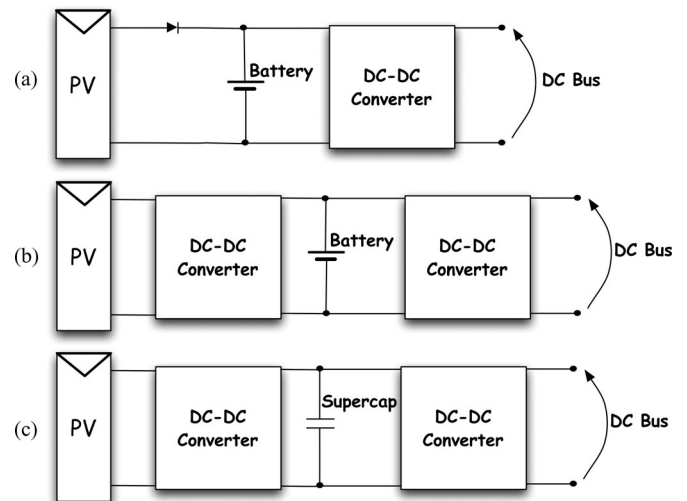 (a)
PV
Battery
DC-DC
Converter
DC Bus
(b)
PV
DC-DC
Converter
Battery
DC-DC
Converter
DC Bus
(c)
PV
DC-DC
Converter
Supercap
DC-DC
Converter
DC Bus